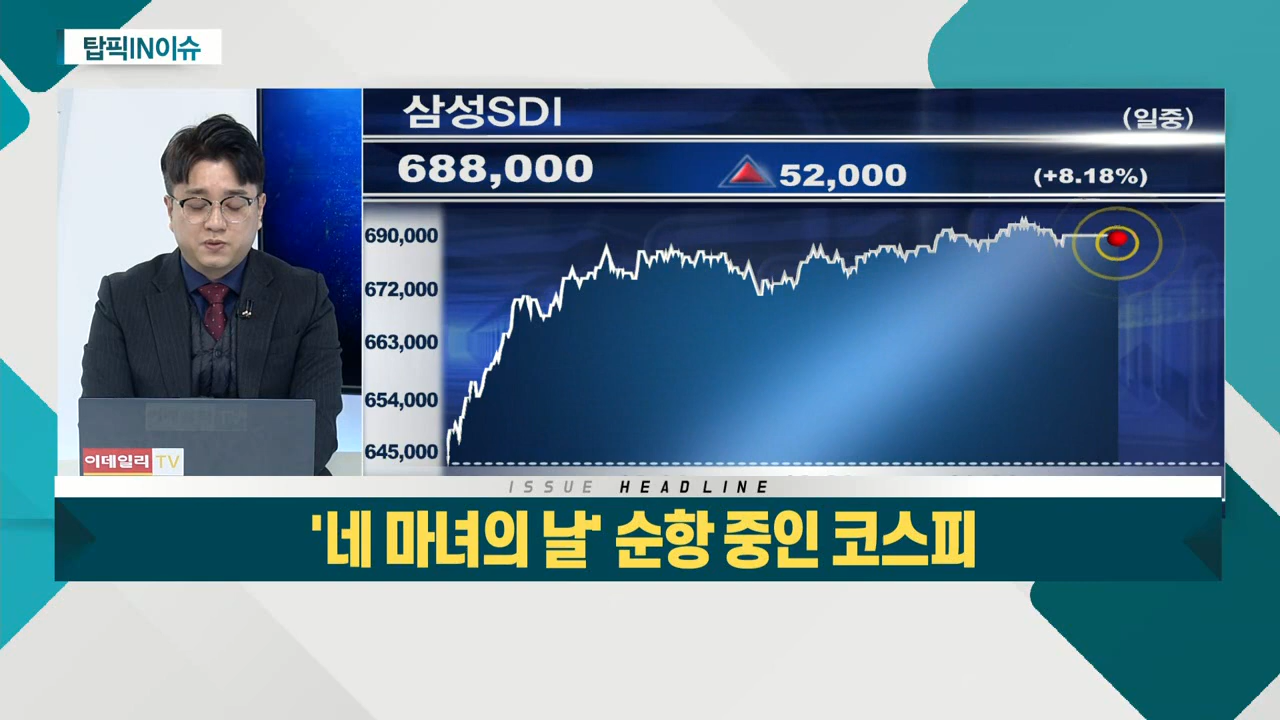 탑픽IN이슈
삼성SDI
(일중)
688,000
52,000
(+8.18%)
690,000
672,000
663,000
654,000
645,000
이데일리 TV
ISSUE HEADLINE
'네 마녀의 날' 순항 중인 코스피